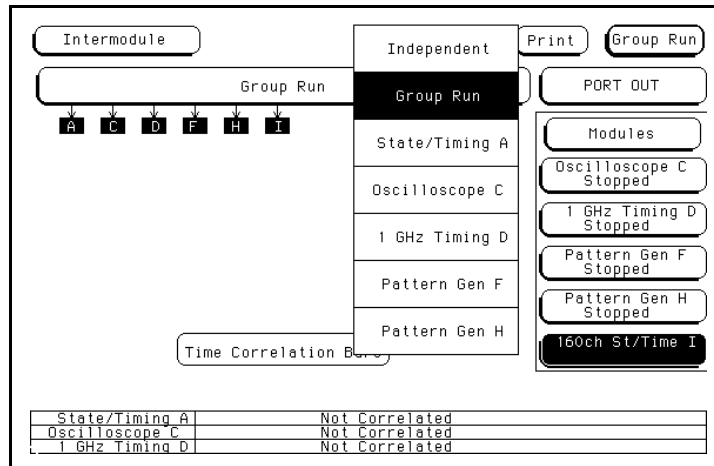 Intermodule
Print
Group Run
Independent
Group Run
Group Run
State/Timing A
Oscilloscope C
1 GHz Timing D
Pattern Gen F
Pattern Gen H
A C D F H I
Time Correlation
PORT OUT
Modules
Oscilloscope C
Stopped
1 GHz Timing D
Stopped
Pattern Gen F
Stopped
Pattern Gen H
Stopped
160ch St/Time I
State/Timing A Not Correlated
Oscilloscope C Not Correlated
1 GHz Timing D Not Correlated